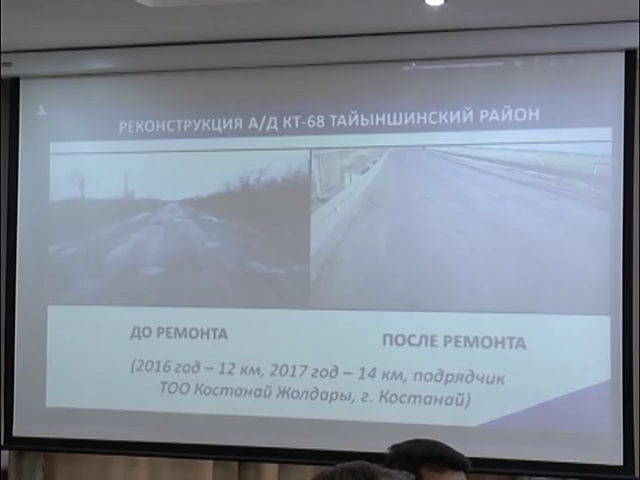 РЕКОНСТРУКЦИЯ А/Д КТ-68 ТАЙЫНШИНСКИЙ РАЙОН
ДО РЕМОНТА
ПОСЛЕ РЕМОНТА
(2016 год – 12 км, 2017 год – 14 км, подрядчик
ТОО Костанай Жолдары, г. Костанай)